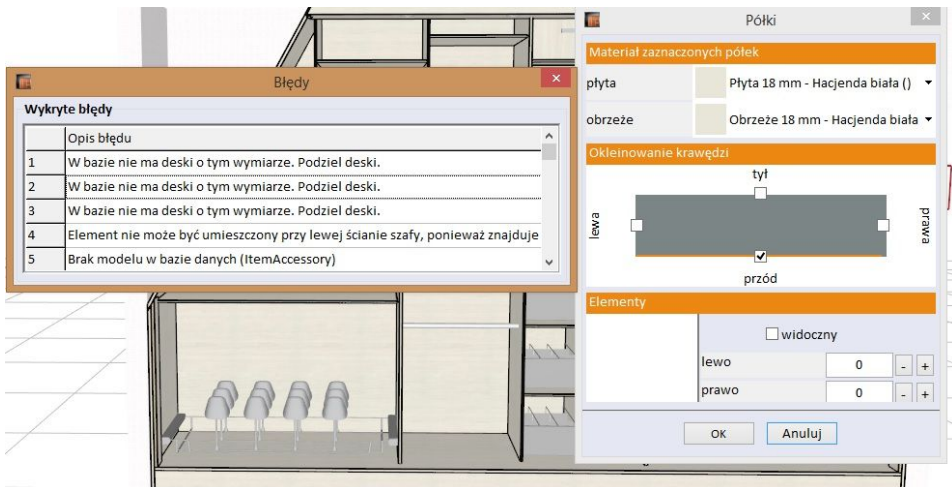 Błędy
Wykryte błędy
Opis błędu
1 W bazie nie ma deski o tym wymiarze. Podziel deski.
2 W bazie nie ma deski o tym wymiarze. Podziel deski.
3 W bazie nie ma deski o tym wymiarze. Podziel deski.
4 Element nie może być umieszczony przy lewej ścianie szafy, ponieważ znajduje
5 Brak modelu w bazie danych (ItemAccessory)
Półki
Materiał zaznaczonych półek
płyta Płyta 18 mm - Hacjenda biała ()
obrzeże Obrzeże 18 mm - Hacjenda biała
Okleinowanie krawędzi
tył
lewa
prawa
przód
Elementy
widoczny
lewo 0 - +
prawo 0 - +
OK Anuluj